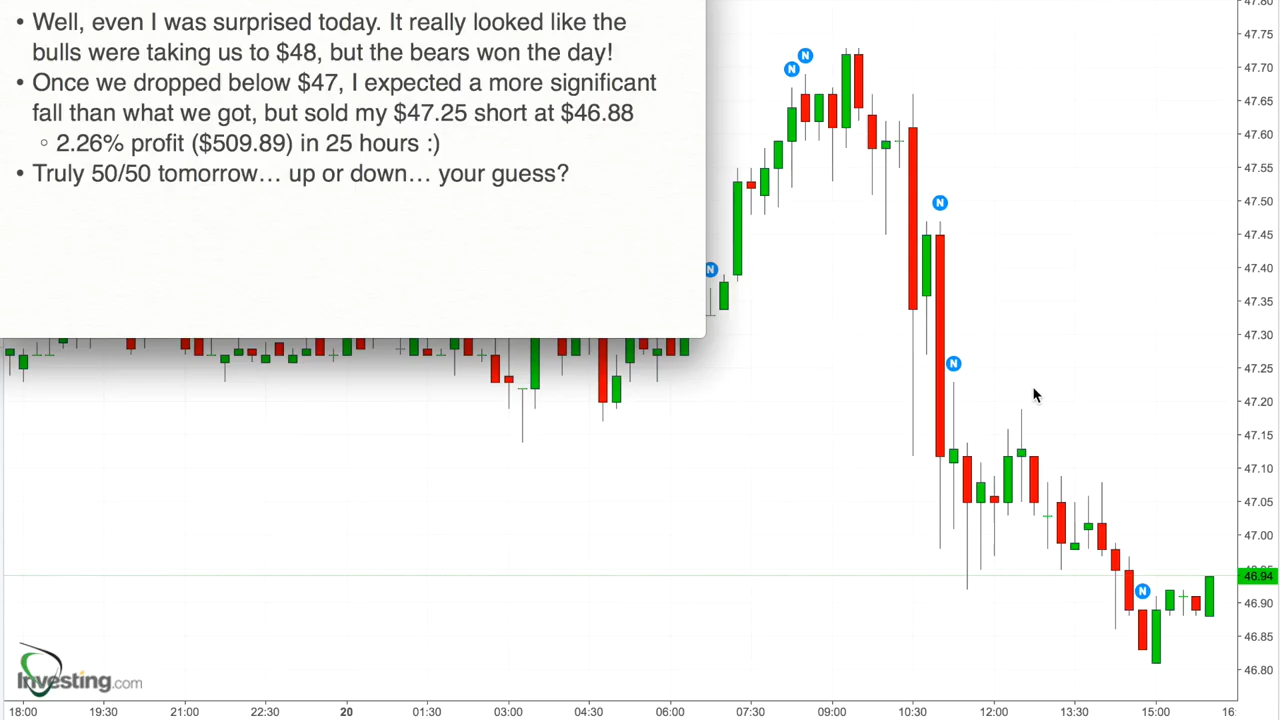 • Well, even I was surprised today. It really looked like the
bulls were taking us to $48, but the bears won the day!
• Once we dropped below $47, I expected a more significant
fall than what we got, but sold my $47.25 short at $46.88
◦ 2.26% profit ($509.89) in 25 hours :)
• Truly 50/50 tomorrow… up or down… your guess?
47.80
47.75
N
47.70
N
47.65
47.60
47.55
47.50
N
47.45
47.40
N
47.35
47.30
N
47.25
47.20
47.15
47.10
47.05
47.00
46.94
N
46.90
46.85
46.80
Investing.com
18:00 19:30 21:00 22:30 20 01:30 03:00 04:30 06:00 07:30 09:00 10:30 12:00 13:30 15:00 16: